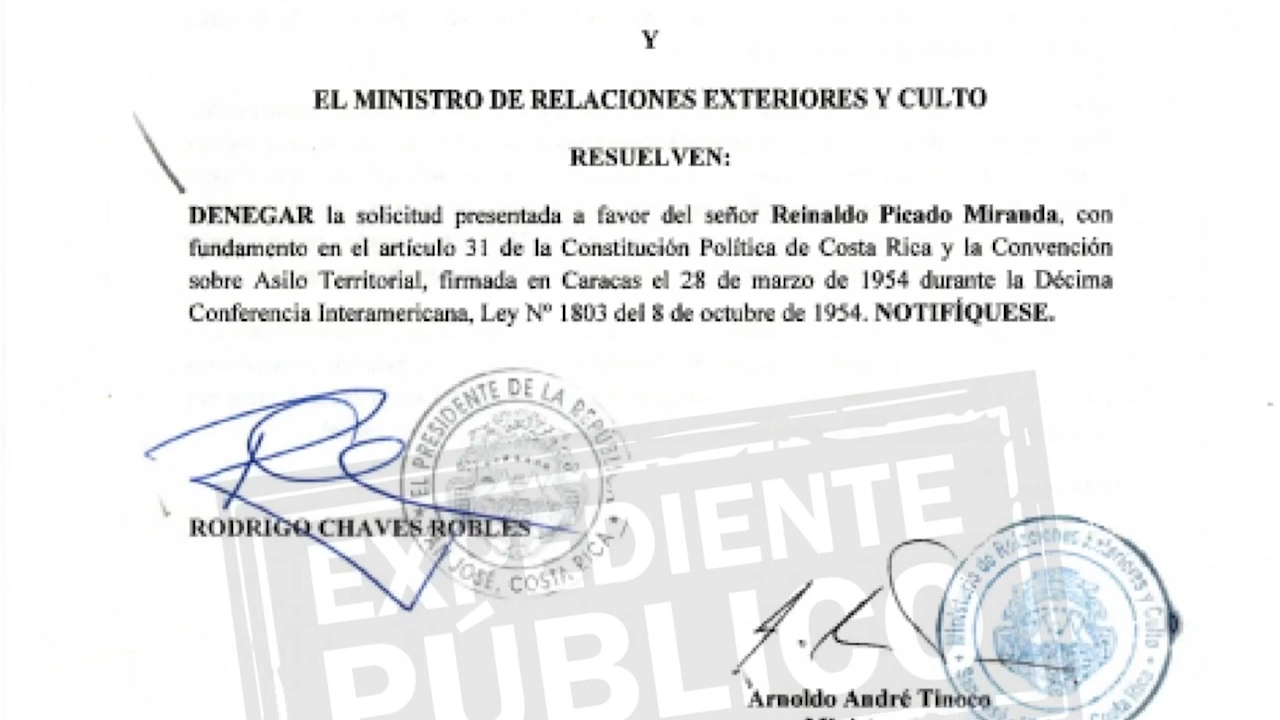 Y
EL MINISTRO DE RELACIONES EXTERIORES Y CULTO
RESUELVEN:
DENEGAR la solicitud presentada a favor del señor Reinaldo Picado Miranda, con
fundamento en el artículo 31 de la Constitución Política de Costa Rica y la Convención
sobre Asilo Territorial, firmada en Caracas el 28 de marzo de 1954 durante la Décima
Conferencia Interamericana, Ley Nº 1803 del 8 de octubre de 1954. NOTIFÍQUESE.
EL PRESIDENTE DE LA REPÚBLICA
SAN JOSÉ, COSTA RICA
RODRIGO CHAVES ROBLES
EXPEDIENTE
PÚBLICO
Ministerio de Relaciones Exteriores y Culto
Costa Rica
Arnoldo André Tinoco